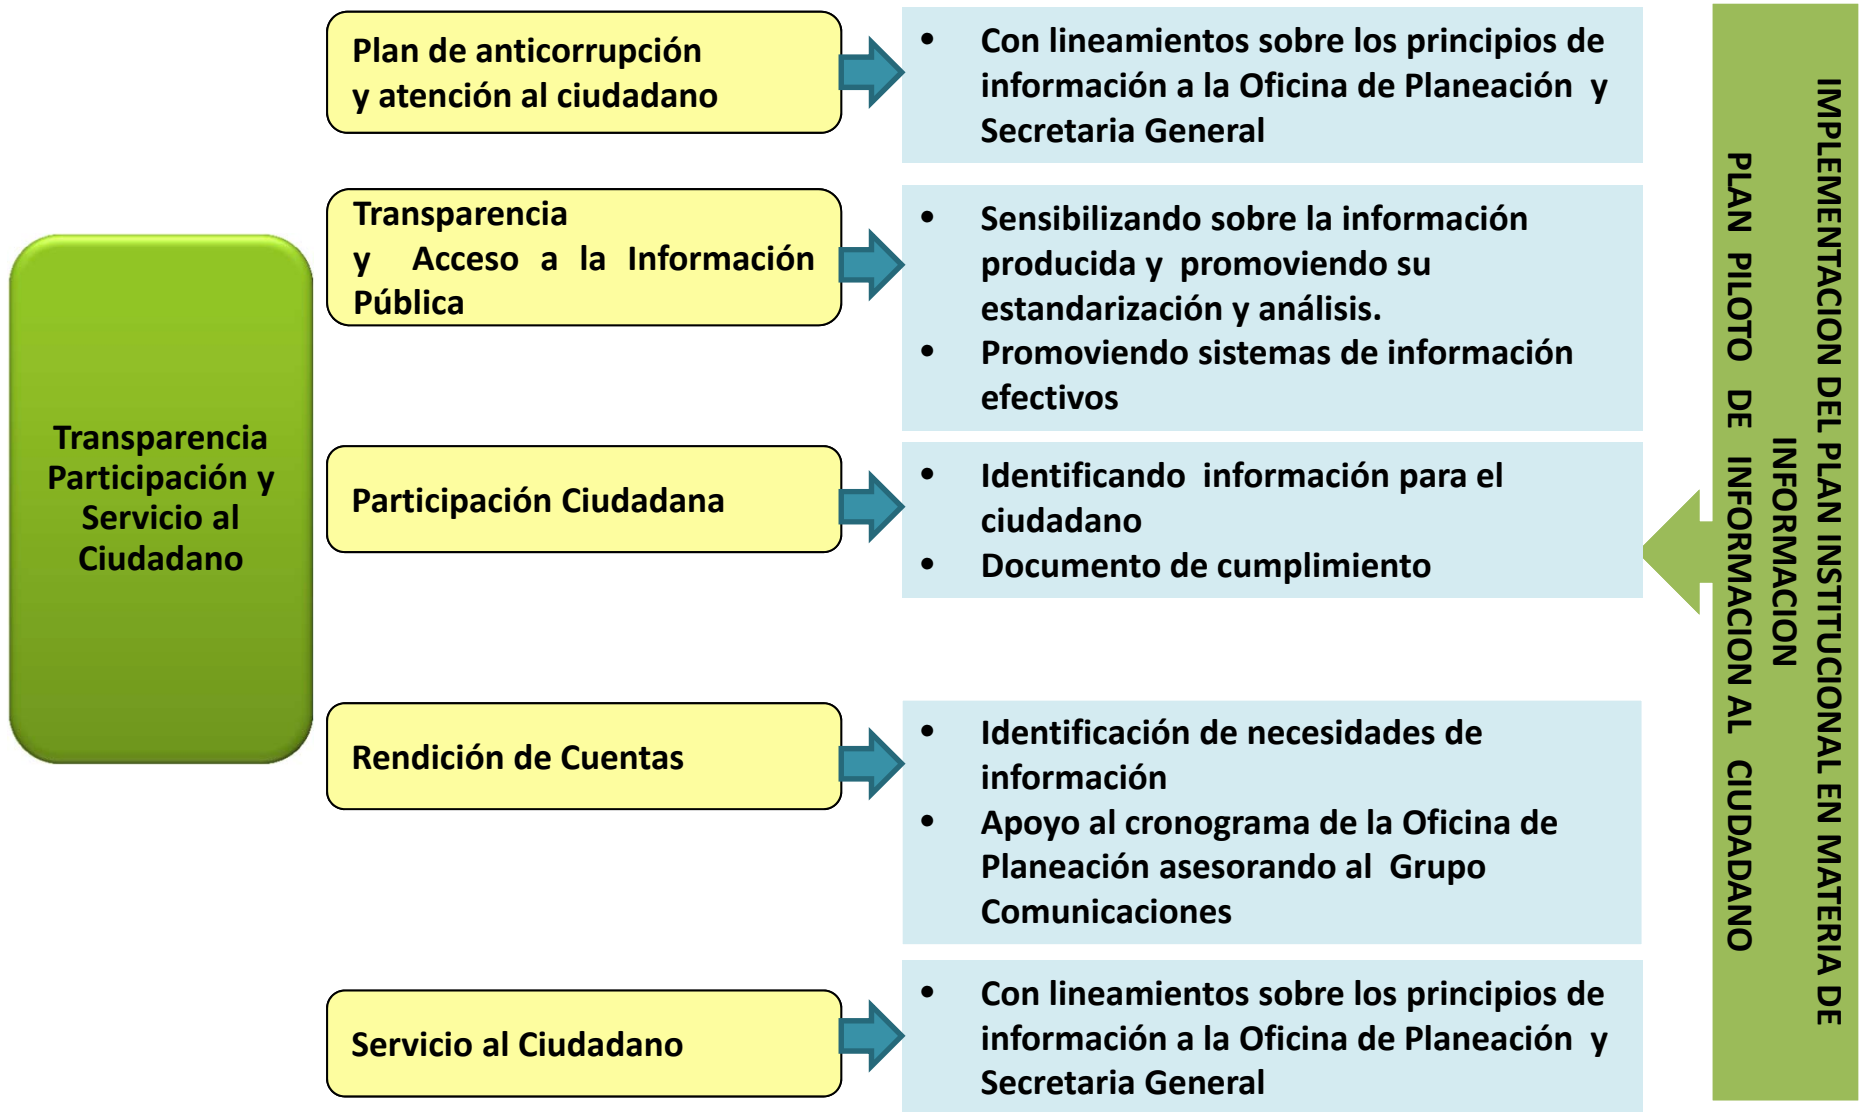 Transparencia
Participación y
Servicio al
Ciudadano
Plan de anticorrupción
y atención al ciudadano
• Con lineamientos sobre los principios de
información a la Oficina de Planeación y
Secretaria General
Transparencia
y Acceso a la Información
Pública
• Sensibilizando sobre la información
producida y promoviendo su
estandarización y análisis.
• Promoviendo sistemas de información
efectivos
Participación Ciudadana
• Identificando información para el
ciudadano
• Documento de cumplimiento
Rendición de Cuentas
• Identificación de necesidades de
información
• Apoyo al cronograma de la Oficina de
Planeación asesorando al Grupo
Comunicaciones
Servicio al Ciudadano
• Con lineamientos sobre los principios de
información a la Oficina de Planeación y
Secretaria General
IMPLEMENTACION DEL PLAN INSTITUCIONAL EN MATERIA DE
INFORMACION
PLAN PILOTO DE INFORMACION AL CIUDADANO